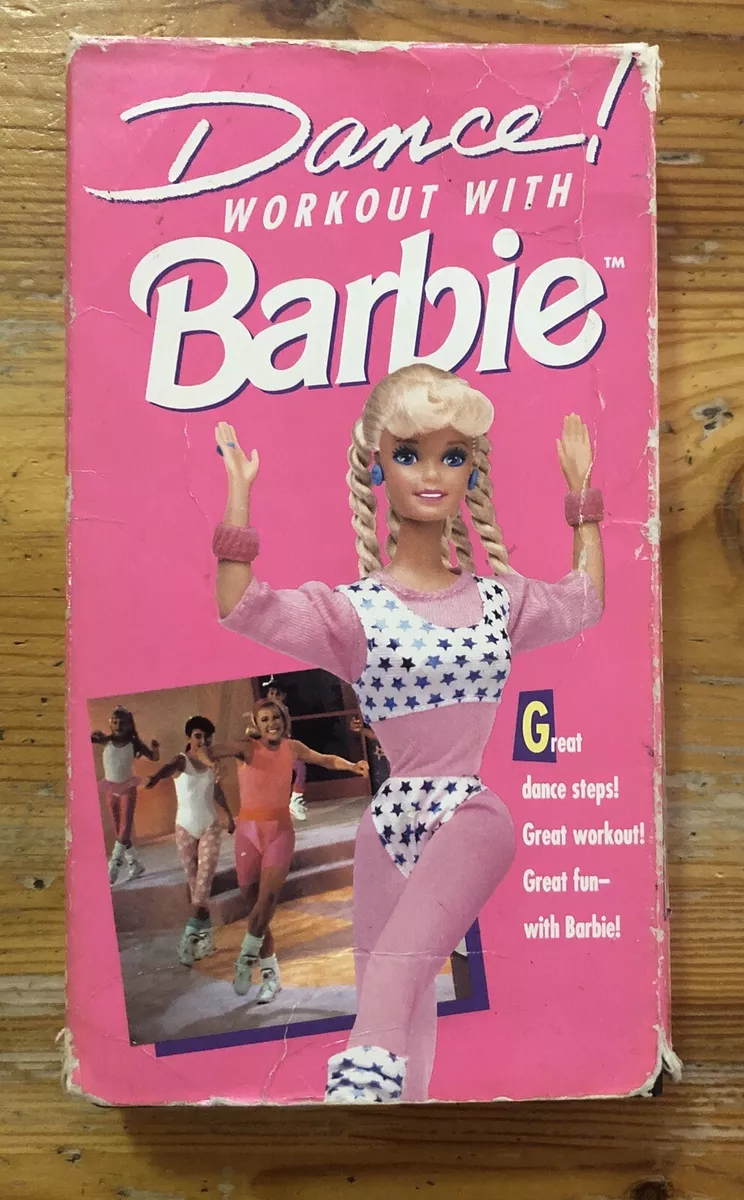 Dance!
WORKOUT WITH
Barbie™
Great
dance steps!
Great workout!
Great fun–
with Barbie!